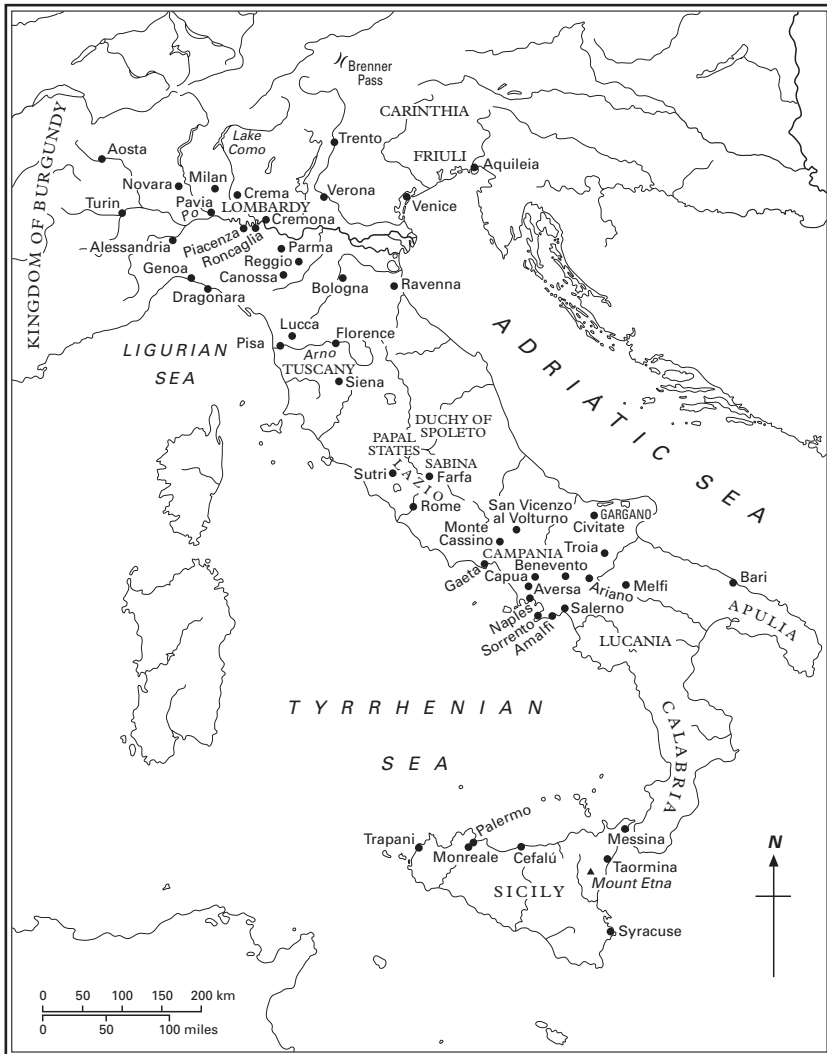 Brenner
Pass
CARINTHIA
KINGDOM OF BURGUNDY
Lake
Como
Trento
FRIULI
Aquileia
Aosta
Novara
Milan
Crema
Verona
Venice
Turin
Pavia
Po
LOMBARDY
Cremona
Piacenza
Roncaglia
Alessandria
Parma
Reggio
Canossa
Genoa
Dragonara
Bologna
Ravenna
Lucca
Florence
Pisa
Arno
TUSCANY
Siena
LIGURIAN
SEA
ADRIATIC SEA
DUCHY OF
SPOLETO
PAPAL
STATES
LAZIO
SABINA
Sutri
Farfa
Rome
San Vicenzo
al Volturno
GARGANO
Civitate
Monte
Cassino
Troia
CAMPANIA
Benevento
Gaeta
Capua
Aversa
Ariano
Melfi
Bari
Naples
Sorrento
Amalfi
Salerno
APULIA
LUCANIA
TYRRHENIAN
SEA
CALABRIA
Palermo
Trapani
Monreale
Cefalú
Messina
Taormina
Mount Etna
SICILY
Syracuse
N
0 50 100 150 200 km
0 50 100 miles